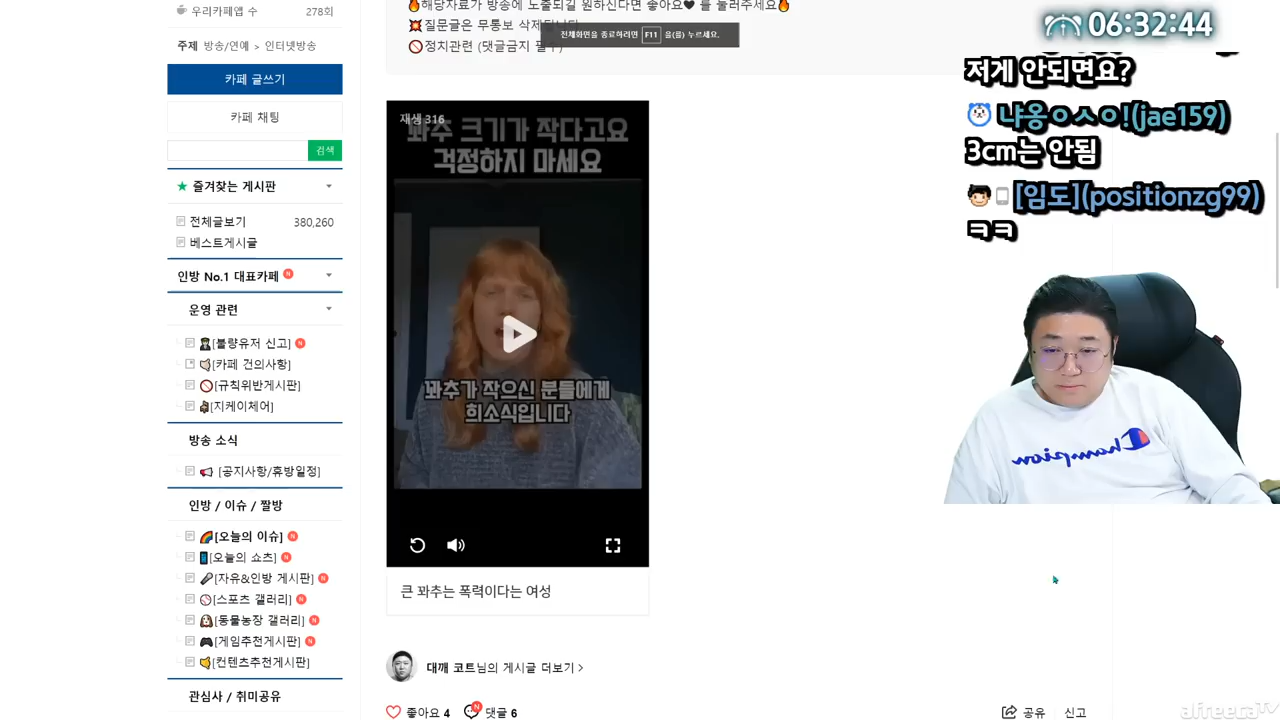 우리카페앱 수 278회
주제 방송/연예 > 인터넷방송
카페 글쓰기
카페 채팅
검색
★ 즐겨찾는 게시판
전체글보기 380,260
베스트게시글
인방 No.1 대표카페 N
운영 관련
[불량유저 신고] N
[카페 건의사항]
[규칙위반게시판]
[지케이체어]
방송 소식
[공지사항/휴방일정]
인방 / 이슈 / 짤방
[오늘의 이슈] N
[오늘의 쇼츠] N
[자유&인방 게시판] N
[스포츠 갤러리] N
[동물농장 갤러리] N
[게임추천게시판] N
[컨텐츠추천게시판]
관심사 / 취미공유
🔥해당자료가 방송에 노출되길 원하신다면 좋아요♥ 를 눌러주세요🔥
💥질문글은 무통보 삭제됩니다
🚫정치관련 (댓글금지 필수)
전체화면을 종료하려면 F11 을(를) 누르세요.
재생 316
꽈추 크기가 작다고요
걱정하지 마세요
꽈추가 작으신 분들에게
희소식입니다
큰 꽈추는 폭력이다는 여성
대깨 코트님의 게시글 더보기 >
좋아요 4 댓글 6 N
공유 신고
06:32:44
저게 안되면요?
냐옹ㅇㅅㅇ!(jae159)
3cm는 안됨
[임도](positionzg99)
ㅋㅋ
Champion
afreecaTV